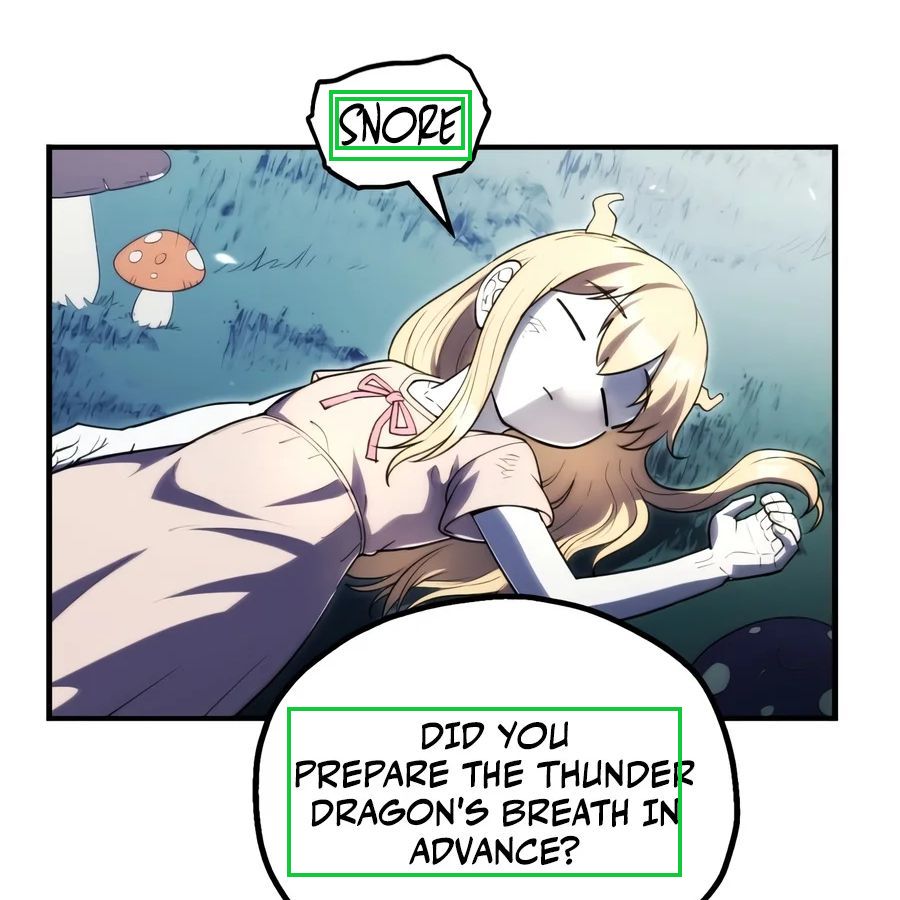 SNORE
DID YOU
PREPARE THE THUNDER
DRAGON'S BREATH IN
ADVANCE?